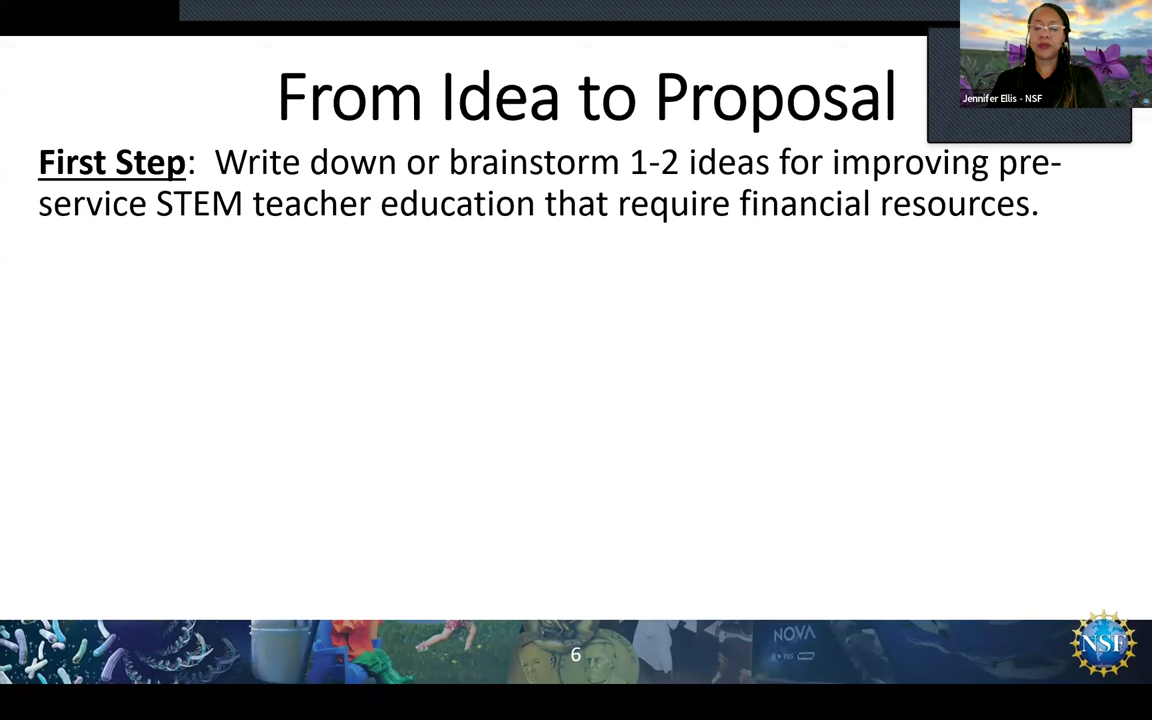 From Idea to Proposal
Jennifer Ellis - NSF
First Step:  Write down or brainstorm 1-2 ideas for improving pre-
service STEM teacher education that require financial resources.
NOVA
PBS
6
NSF